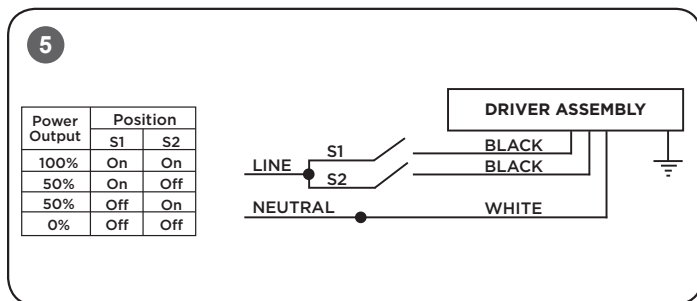 5
Power Output
Position
S1 S2
100% On On
50% On Off
50% Off On
0% Off Off
DRIVER ASSEMBLY
S1 BLACK
LINE BLACK
S2
NEUTRAL WHITE